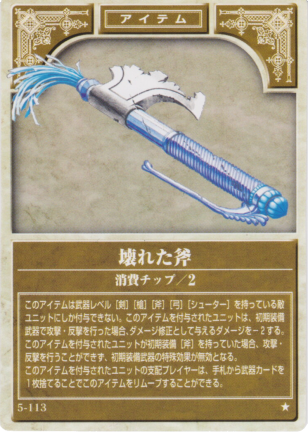 アイテム
壊れた斧
消費チップ／2
このアイテムは武器レベル［剣］［槍］［斧］［弓］［シューター］を持っている敵
ユニットにしか付与できない。このアイテムを付与されたユニットは、初期装備
武器で攻撃・反撃を行った場合、ダメージ修正として与えるダメージを－2する。
このアイテムを付与されたユニットが初期装備［斧］を持っていた場合、攻撃・
反撃を行うことができず、初期装備武器の特殊効果が無効となる。
このアイテムを付与されたユニットの支配プレイヤーは、手札から武器カードを
1枚捨てることでこのアイテムをリムーブすることができる。
5-113
★